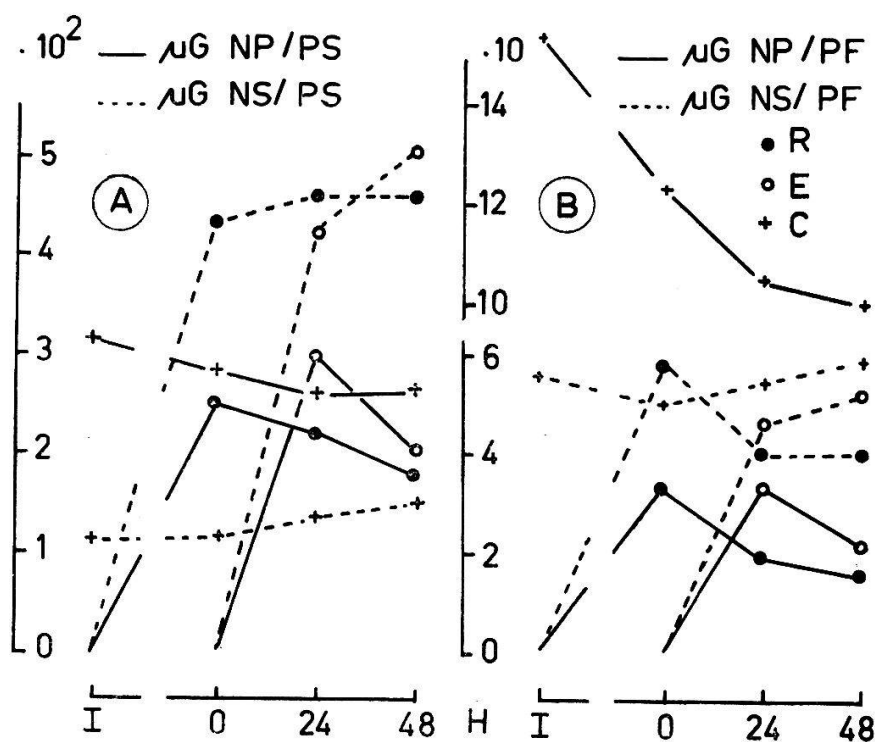 .10²
µG NP/PS
µG NS/PS
A
5
4
3
2
1
0
I 0 24 48 H
.10
µG NP/PF
µG NS/PF
R
E
C
B
14
12
10
6
4
2
0
I 0 24 48